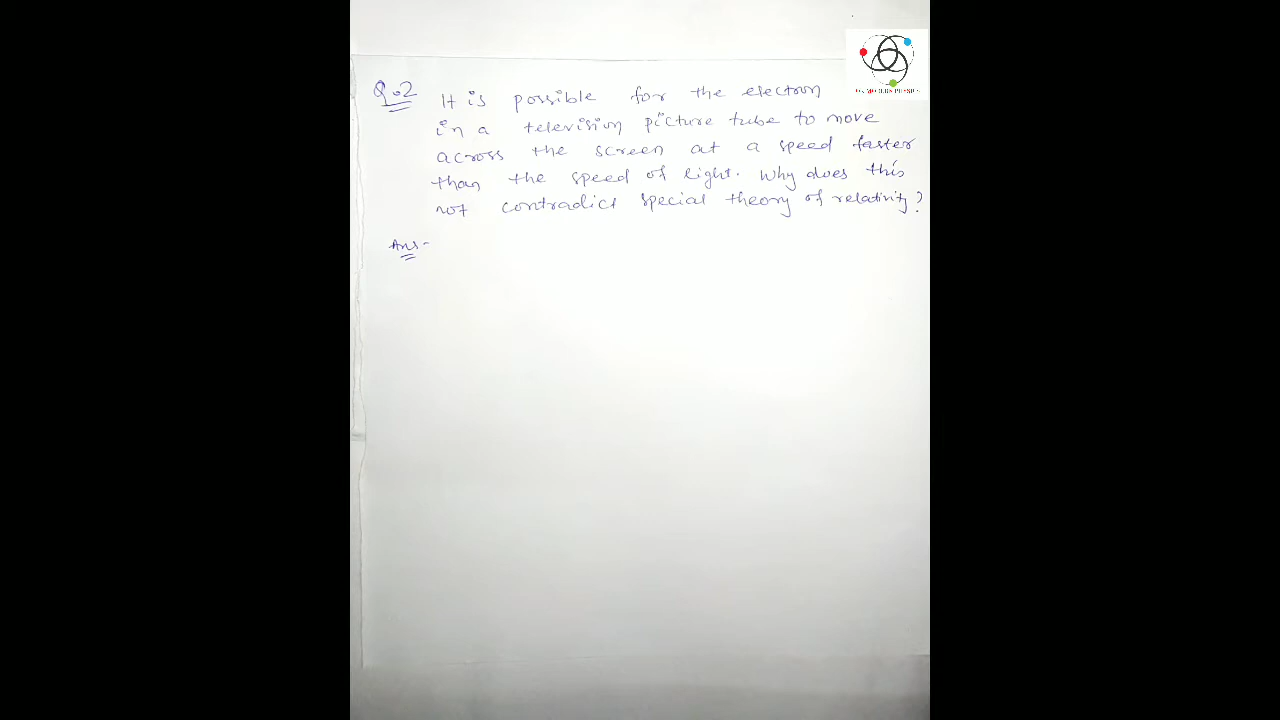 Q.2 It is possible for the electron
in a television picture tube to move
across the screen at a speed faster
than the speed of light. Why does this
not contradict special theory of relativity?
Ans-